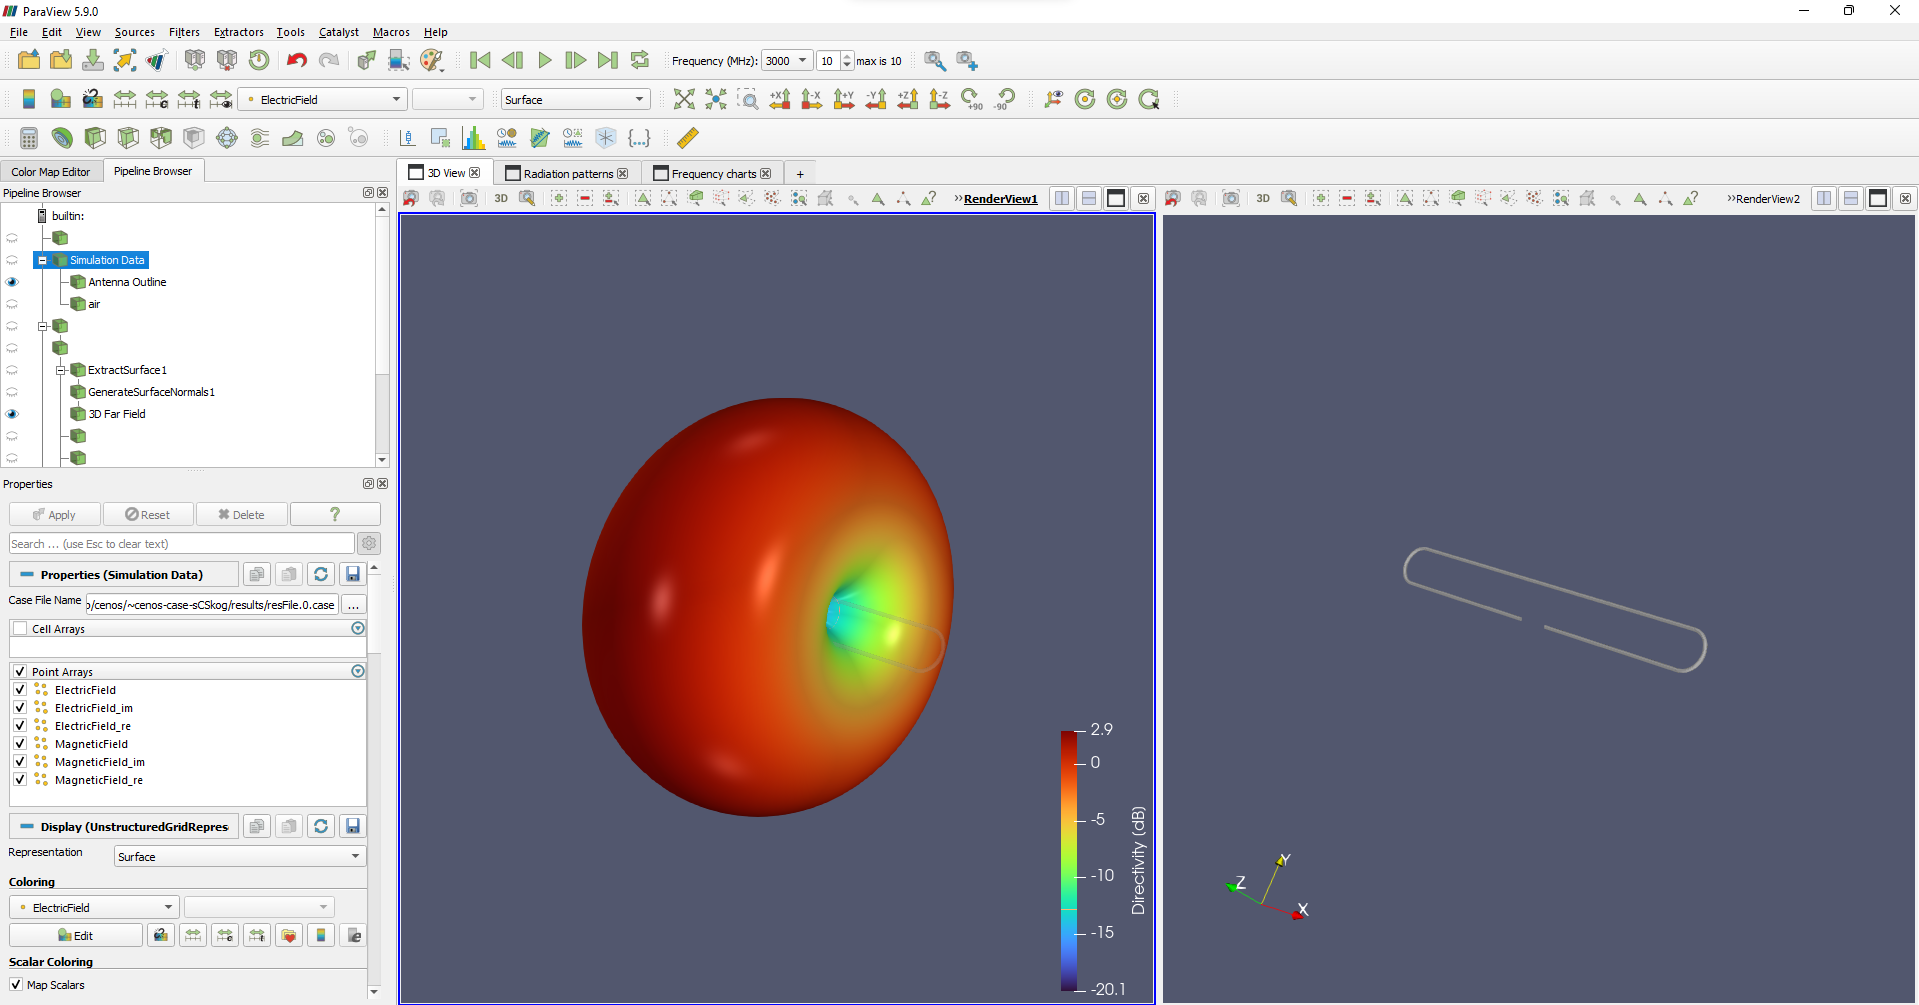 ParaView 5.9.0
File Edit View Sources Filters Extractors Tools Catalyst Macros Help
Frequency (MHz): 3000 10 max is 10
ElectricField Surface +X -X +Y -Y +Z -Z +90 -90
Color Map Editor Pipeline Browser
3D View Radiation patterns Frequency charts +
Pipeline Browser
3D »RenderView1
3D »RenderView2
builtin:
Simulation Data
Antenna Outline
air
ExtractSurface1
GenerateSurfaceNormals1
3D Far Field
Properties
Apply Reset Delete ?
Search ... (use Esc to clear text)
Properties (Simulation Data)
Case File Name o/cenos/~cenos-case-sCSkog/results/resFile.0.case ...
Cell Arrays
Point Arrays
ElectricField
ElectricField_im
ElectricField_re
MagneticField
MagneticField_im
MagneticField_re
Display (UnstructuredGridRepres
Representation Surface
Coloring
ElectricField
Edit
Scalar Coloring
Map Scalars
2.9
0
-5
-10
-15
-20.1
Directivity (dB)
Y
Z
X